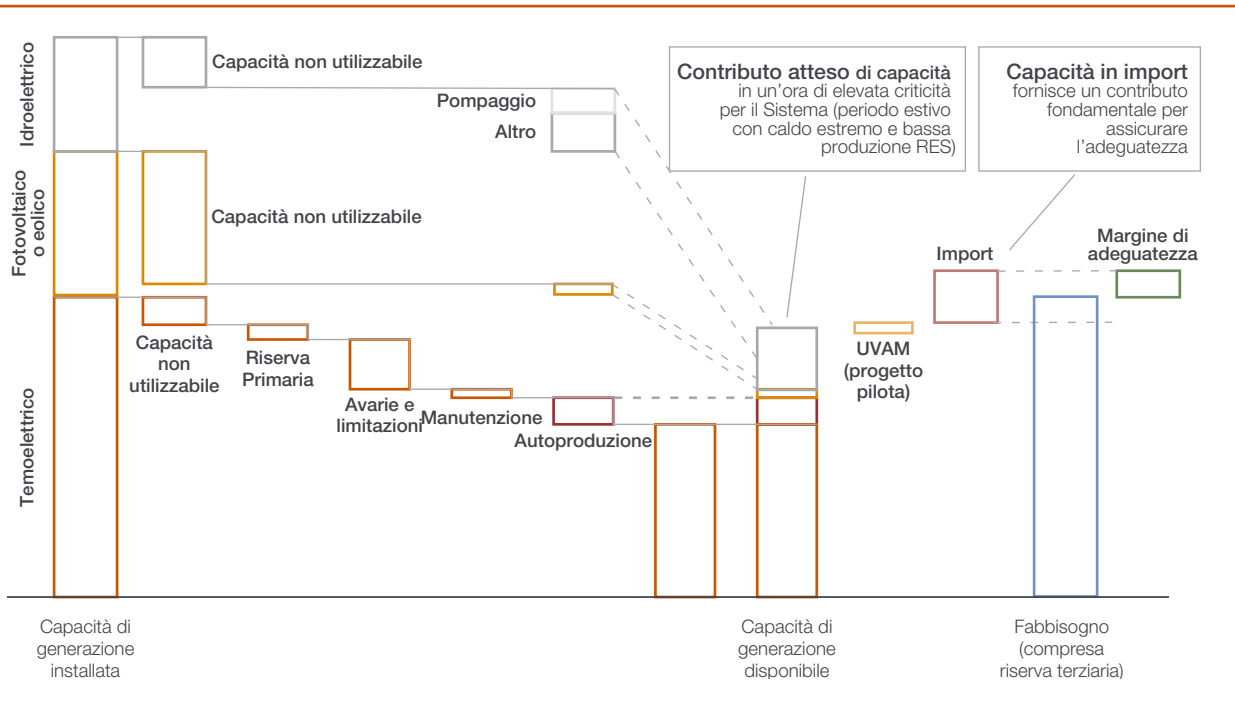 Idroelettrico
Fotovoltaico
o eolico
Temoelettrico
Capacità non utilizzabile
Pompaggio
Altro
Capacità non utilizzabile
Capacità
non
utilizzabile
Riserva
Primaria
Avarie e
limitazioni
Manutenzione
Autoproduzione
Contributo atteso di capacità
in un'ora di elevata criticità
per il Sistema (periodo estivo
con caldo estremo e bassa
produzione RES)
Capacità in import
fornisce un contributo
fondamentale per
assicurare
l'adeguatezza
UVAM
(progetto
pilota)
Import
Margine di
adeguatezza
Capacità di
generazione
installata
Capacità di
generazione
disponibile
Fabbisogno
(compresa
riserva terziaria)